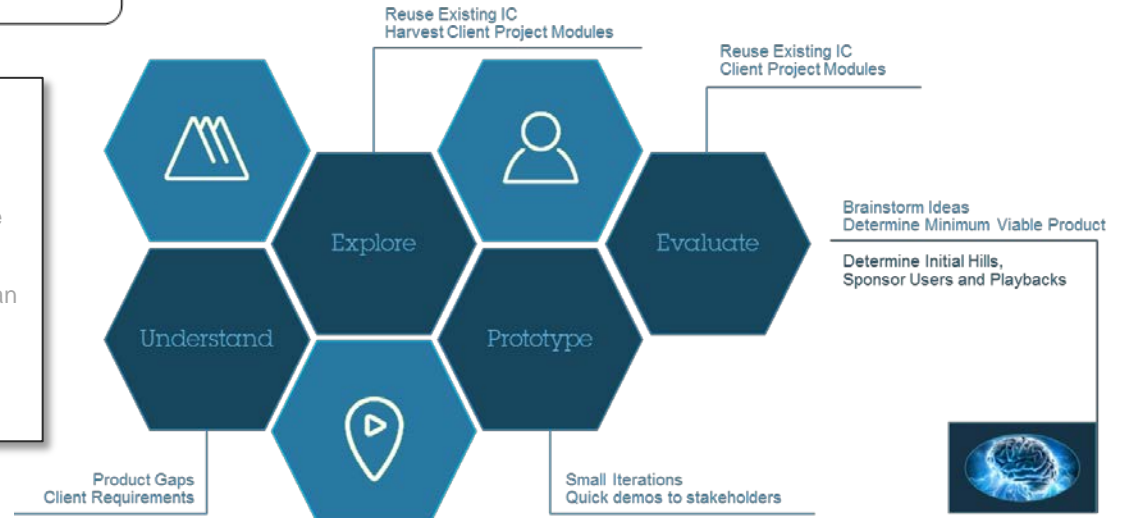 Reuse Existing IC
Harvest Client Project Modules
Reuse Existing IC
Client Project Modules
Explore
Evaluate
Understand
Prototype
Brainstorm Ideas
Determine Minimum Viable Product
Determine Initial Hills,
Sponsor Users and Playbacks
Product Gaps
Client Requirements
Small Iterations
Quick demos to stakeholders